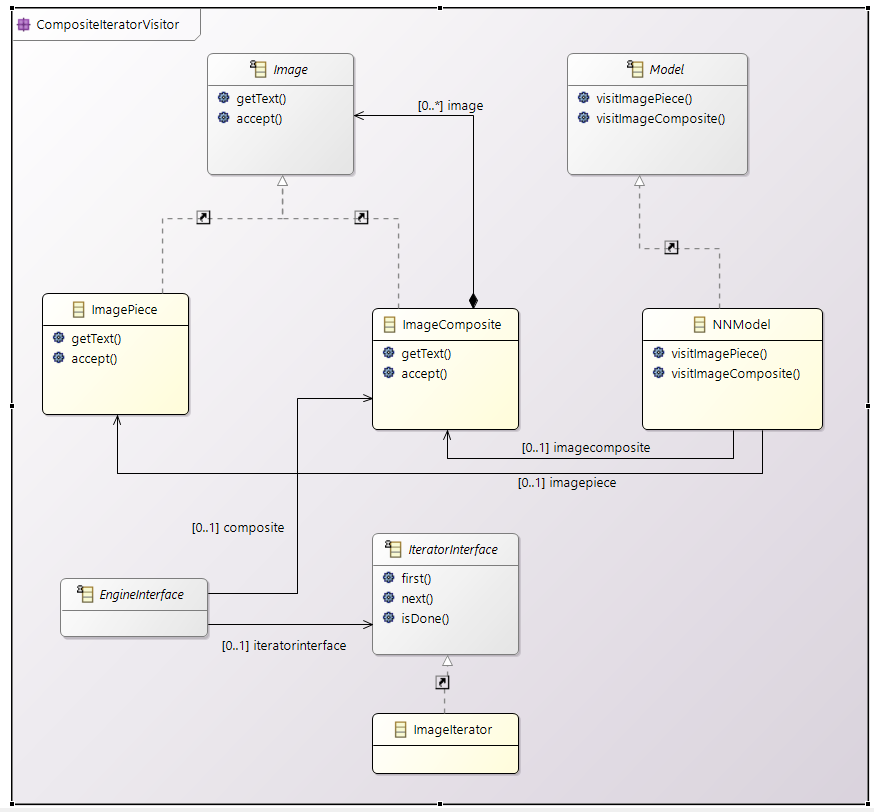 CompositeIteratorVisitor
Image
getText()
accept()
[0..*] image
Model
visitImagePiece()
visitImageComposite()
ImagePiece
getText()
accept()
ImageComposite
getText()
accept()
NNModel
visitImagePiece()
visitImageComposite()
[0..1] imagecomposite
[0..1] imagepiece
[0..1] composite
EngineInterface
[0..1] iteratorinterface
IteratorInterface
first()
next()
isDone()
ImageIterator